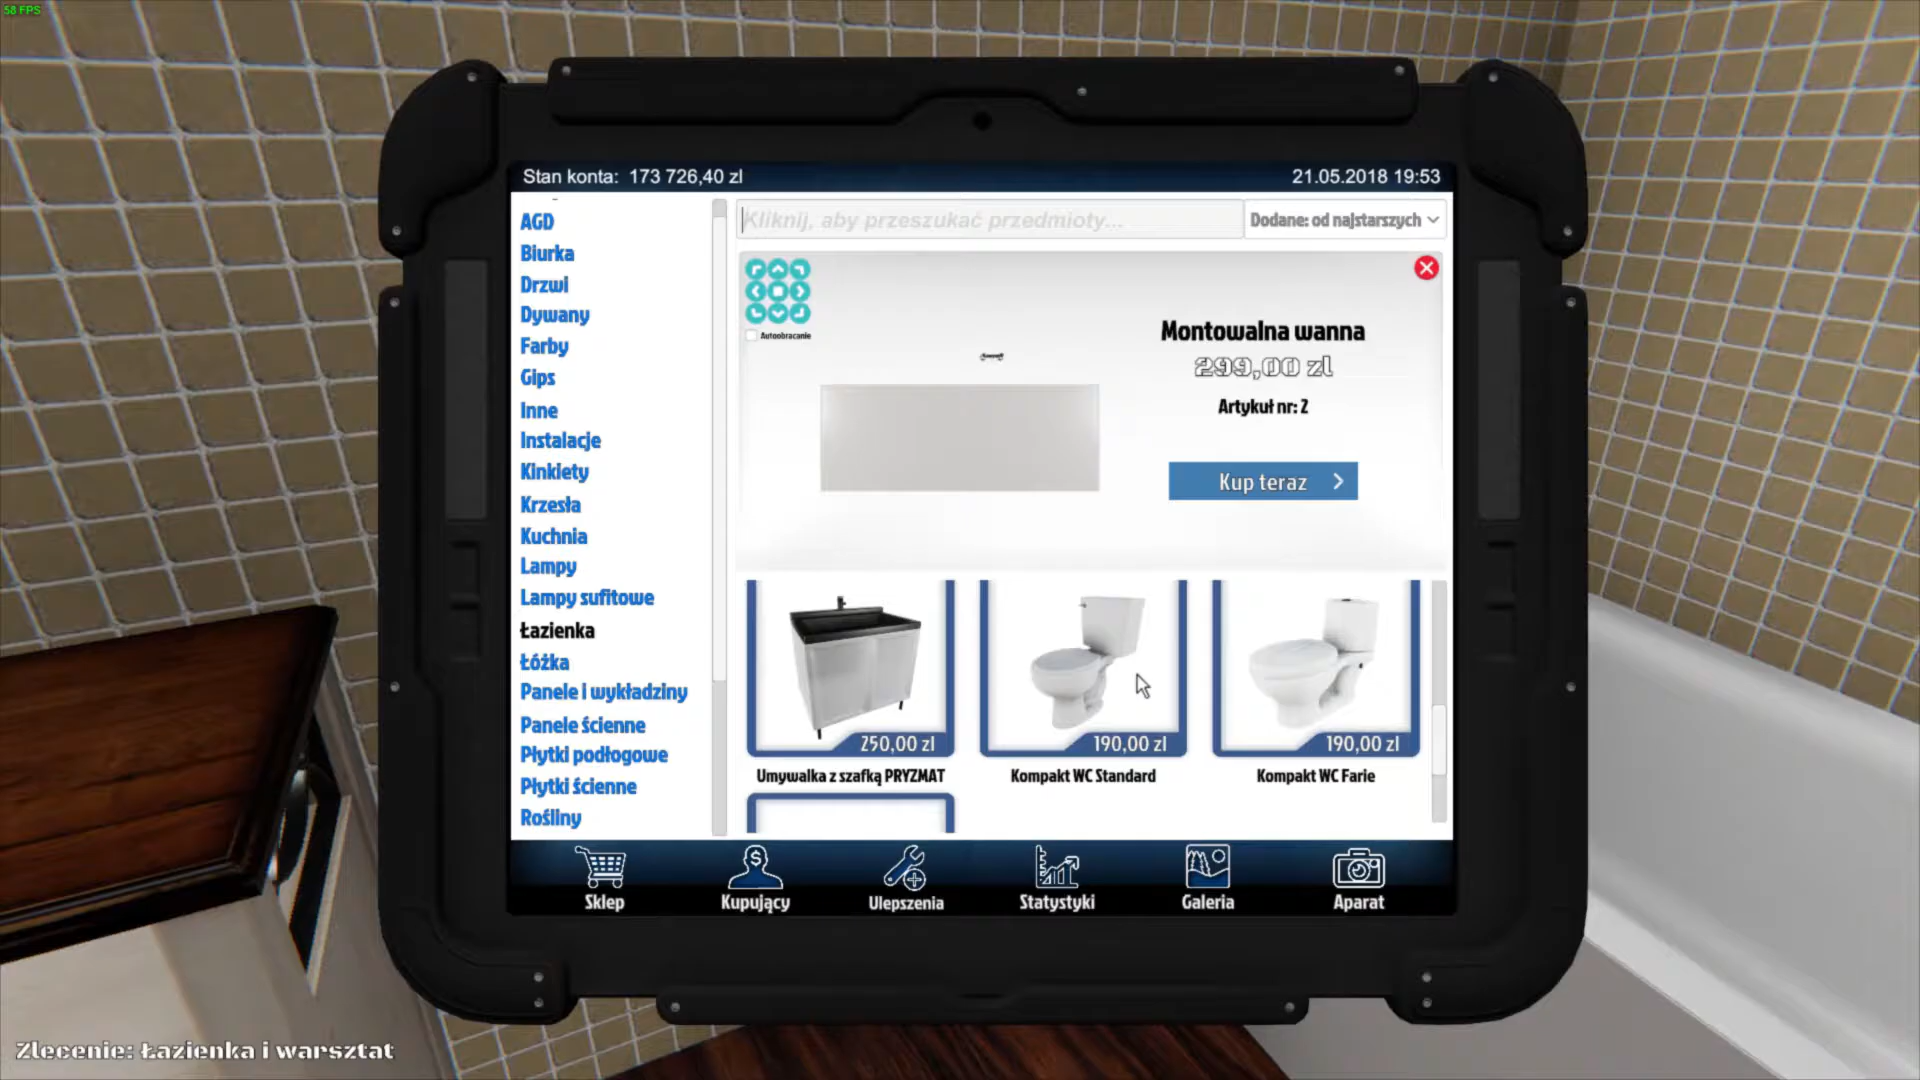 58 FPS
Stan konta: 173 726,40 zl
21.05.2018 19:53
AGD
Biurka
Drzwi
Dywany
Farby
Gips
Inne
Instalacje
Kinkiety
Krzesła
Kuchnia
Lampy
Lampy sufitowe
Łazienka
Łóżka
Panele i wykładziny
Panele ścienne
Płytki podłogowe
Płytki ścienne
Rośliny
Kliknij, aby przeszukać przedmioty...
Dodane: od najstarszych
Autoobracanie
Montowalna wanna
299,00 zl
Artykuł nr: 2
Kup teraz
250,00 zl
190,00 zl
190,00 zl
Umywalka z szafką PRYZMAT
Kompakt WC Standard
Kompakt WC Farie
Sklep
Kupujący
Ulepszenia
Statystyki
Galeria
Aparat
Zlecenie: Łazienka i warsztat